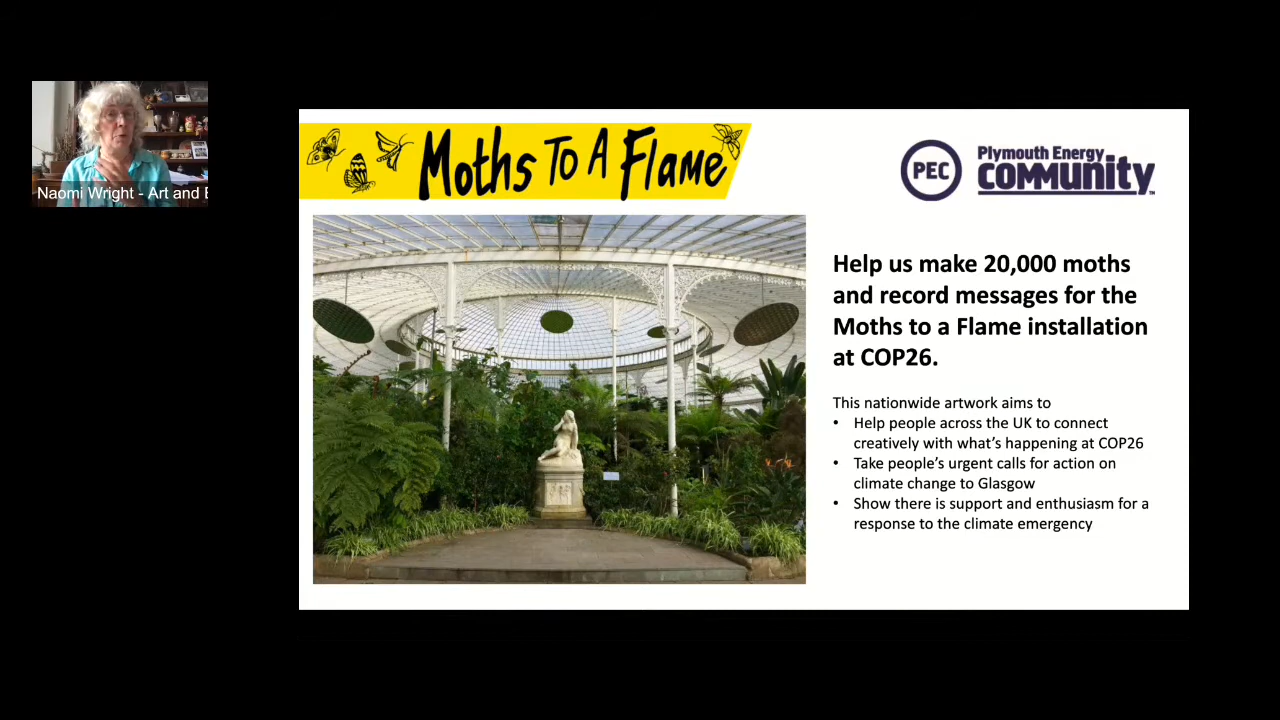 Naomi Wright - Art and E
Moths To A Flame
PEC
Plymouth Energy
community
TM
Help us make 20,000 moths
and record messages for the
Moths to a Flame installation
at COP26.
This nationwide artwork aims to
• Help people across the UK to connect
creatively with what's happening at COP26
• Take people's urgent calls for action on
climate change to Glasgow
• Show there is support and enthusiasm for a
response to the climate emergency